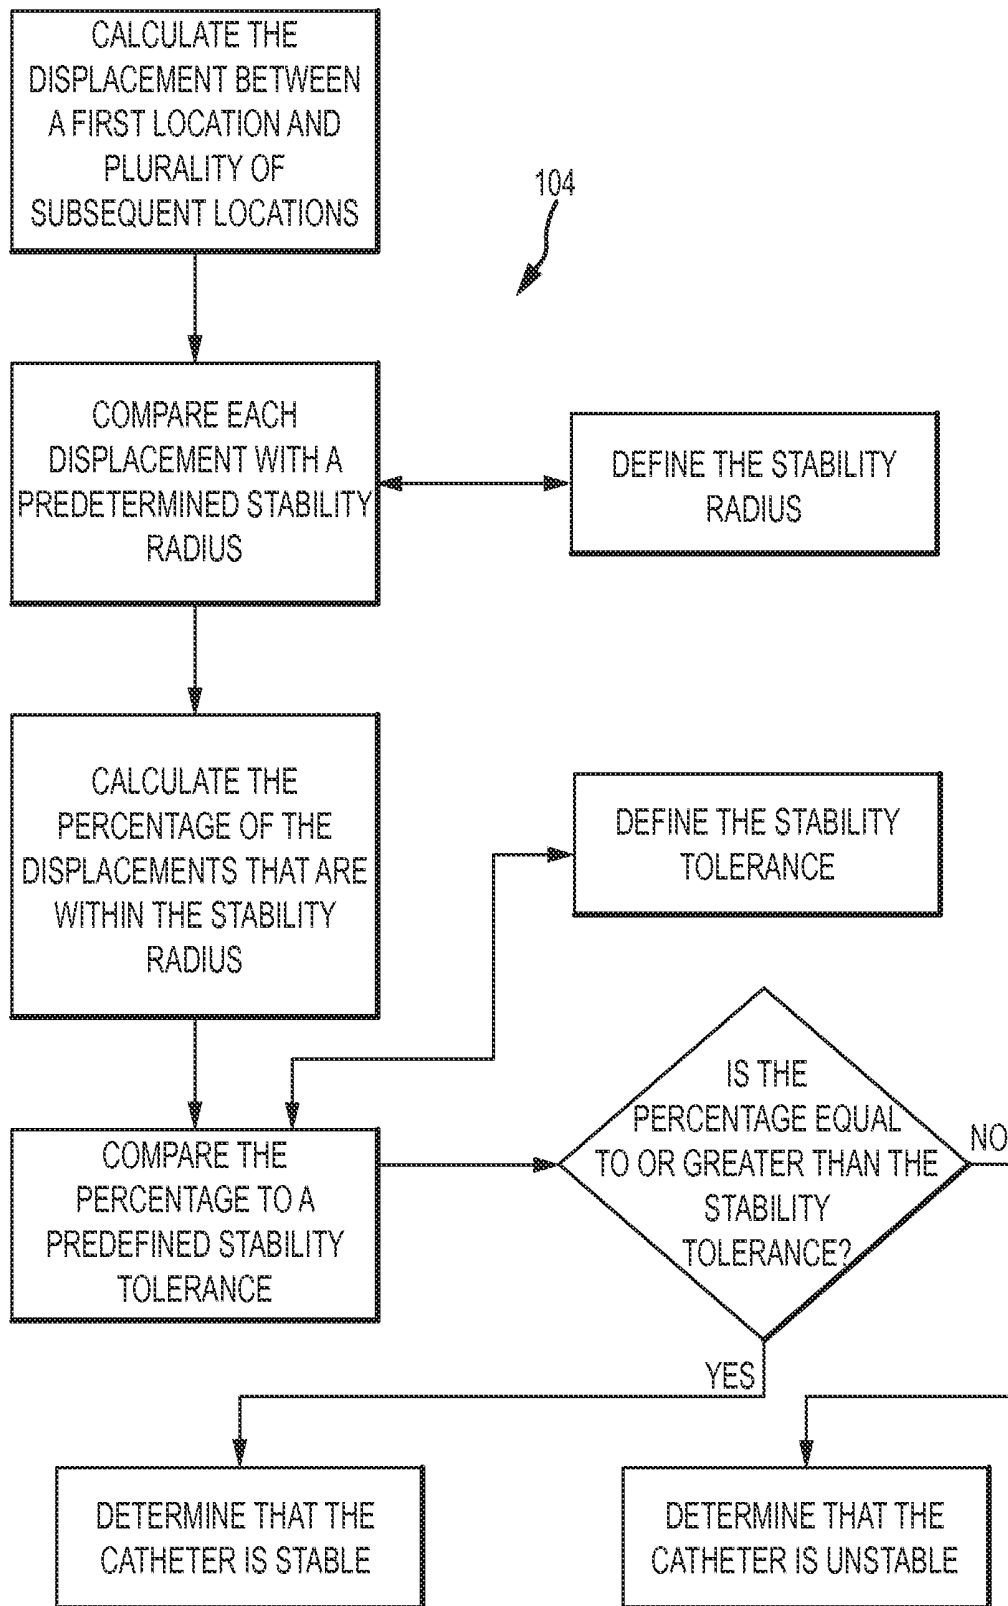 CALCULATE THE
DISPLACEMENT BETWEEN
A FIRST LOCATION AND
PLURALITY OF
SUBSEQUENT LOCATIONS
104
COMPARE EACH
DISPLACEMENT WITH A
PREDETERMINED STABILITY
RADIUS
DEFINE THE STABILITY
RADIUS
CALCULATE THE
PERCENTAGE OF THE
DISPLACEMENTS THAT ARE
WITHIN THE STABILITY
RADIUS
DEFINE THE STABILITY
TOLERANCE
COMPARE THE
PERCENTAGE TO A
PREDEFINED STABILITY
TOLERANCE
IS THE
PERCENTAGE EQUAL
TO OR GREATER THAN THE
STABILITY
TOLERANCE?
NO
YES
DETERMINE THAT THE
CATHETER IS STABLE
DETERMINE THAT THE
CATHETER IS UNSTABLE